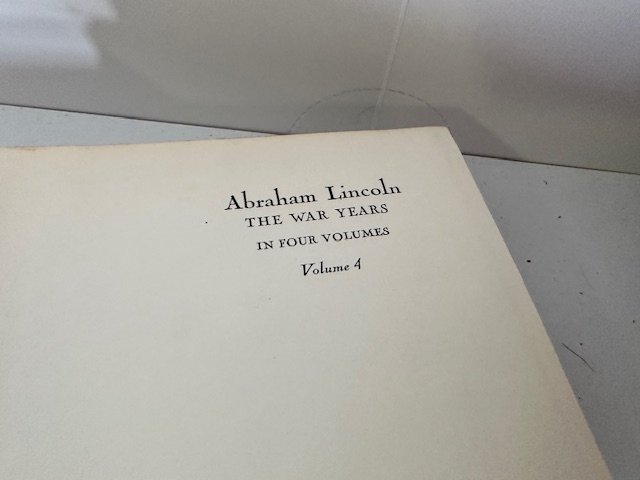 Abraham Lincoln
THE WAR YEARS
IN FOUR VOLUMES
Volume 4